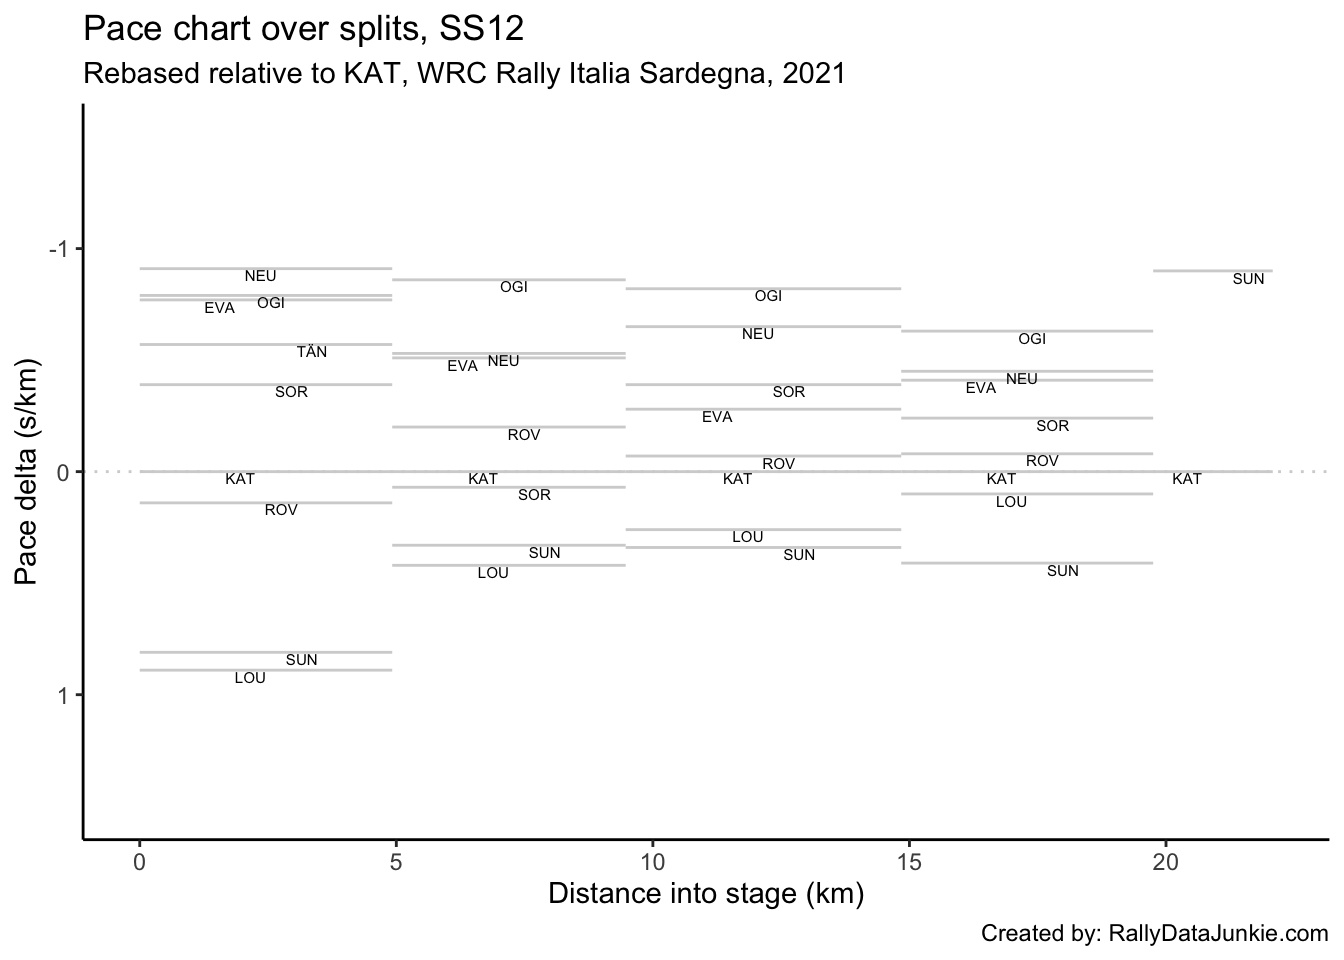 Pace chart over splits, SS12
Rebased relative to KAT, WRC Rally Italia Sardegna, 2021
Pace delta (s/km)
-1
0
1
NEU
OGI
EVA
TÄN
SOR
KAT
ROV
SUN
LOU
OGI
NEU
EVA
ROV
KAT
SOR
SUN
LOU
OGI
NEU
SOR
EVA
ROV
KAT
LOU
SUN
OGI
NEU
EVA
SOR
ROV
KAT
LOU
SUN
SUN
KAT
0 5 10 15 20
Distance into stage (km)
Created by: RallyDataJunkie.com